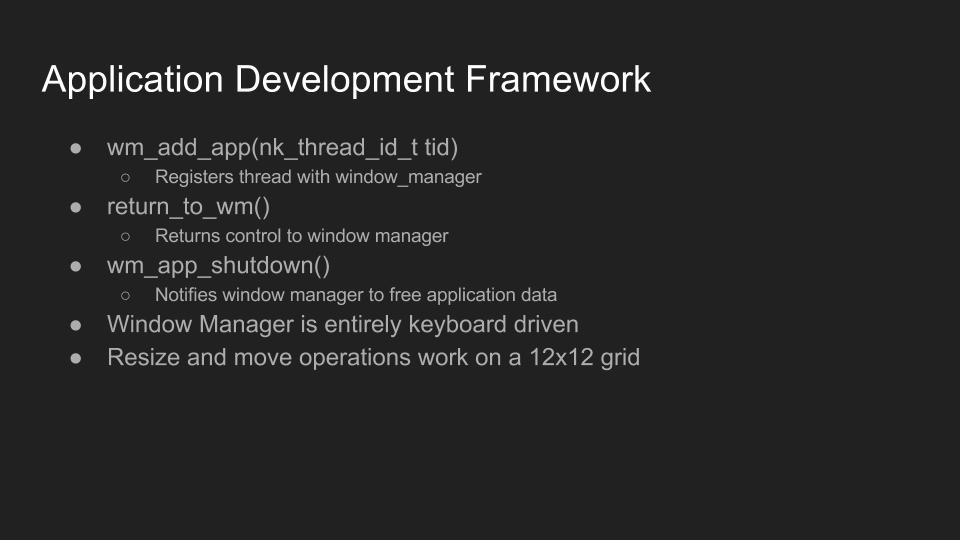 Application Development Framework
● wm_add_app(nk_thread_id_t tid)
○ Registers thread with window_manager
● return_to_wm()
○ Returns control to window manager
● wm_app_shutdown()
○ Notifies window manager to free application data
● Window Manager is entirely keyboard driven
● Resize and move operations work on a 12x12 grid